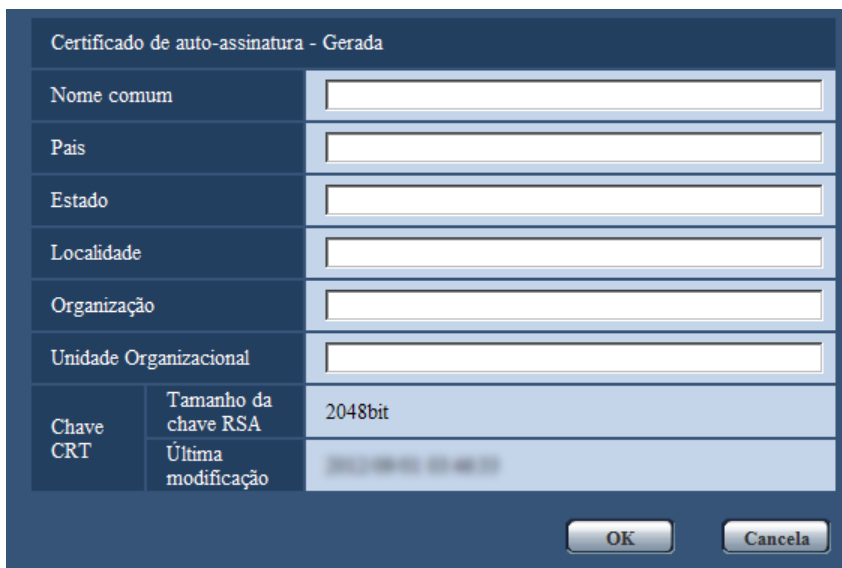 Certificado de auto-assinatura - Gerada
Nome comum
Pais
Estado
Localidade
Organização
Unidade Organizacional
Chave
CRT
Tamanho da
chave RSA
2048bit
Última
modificação
OK
Cancela